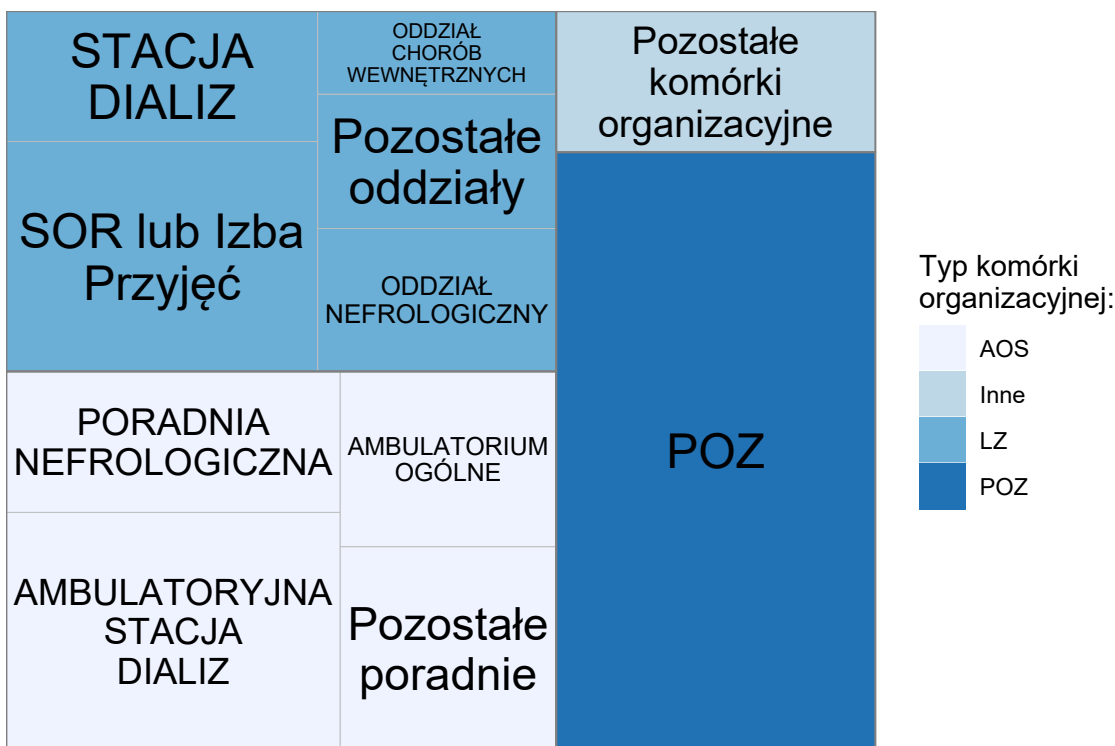 STACJA
DIALIZ
SOR lub Izba
Przyjęć
ODDZIAŁ
CHORÓB
WEWNĘTRZNYCH
Pozostałe
oddziały
ODDZIAŁ
NEFROLOGICZNY
Pozostałe
komórki
organizacyjne
POZ
PORADNIA
NEFROLOGICZNA
AMBULATORYJNA
STACJA
DIALIZ
AMBULATORIUM
OGÓLNE
Pozostałe
poradnie
Typ komórki
organizacyjnej:
AOS
Inne
LZ
POZ